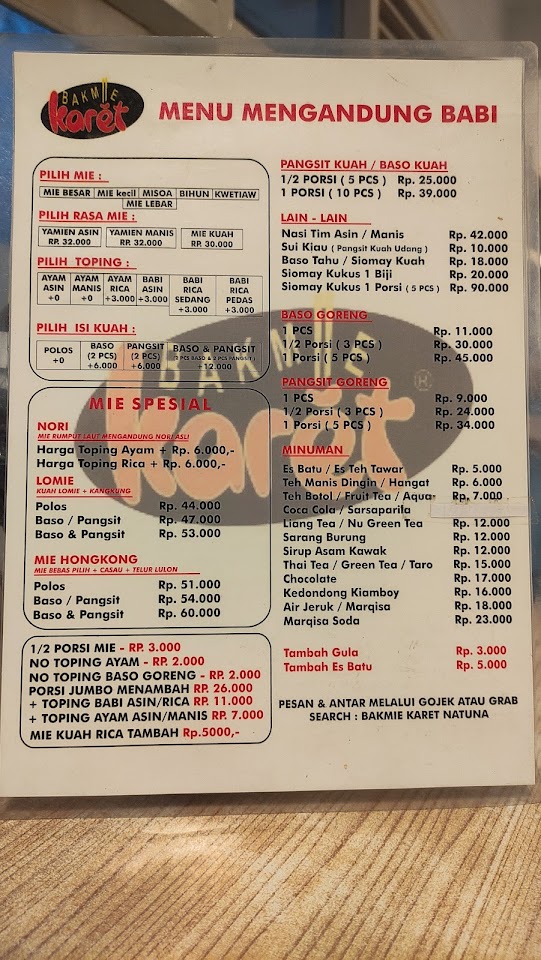 BAKMIE
karet
MENU MENGANDUNG BABI
PILIH MIE :
MIE BESAR MIE kecil MISOA BIHUN KWETIAW
MIE LEBAR
PILIH RASA MIE :
YAMIEN ASIN RP. 32.000
YAMIEN MANIS RP. 32.000
MIE KUAH RP. 30.000
PILIH TOPING :
AYAM ASIN +0
AYAM MANIS +0
AYAM RICA +3.000
BABI ASIN +3.000
BABI RICA SEDANG +3.000
BABI RICA PEDAS +3.000
PILIH ISI KUAH :
POLOS +0
BASO (2 PCS) +6.000
PANGSIT (2 PCS) +6.000
BASO & PANGSIT (2 PCS BASO & 2 PCS PANGSIT) +12.000
MIE SPESIAL
NORI
MIE RUMPUT LAUT MENGANDUNG NORI ASLI
Harga Toping Ayam + Rp. 6.000,-
Harga Toping Rica + Rp. 6.000,-
LOMIE
KUAH LOMIE + KANGKUNG
Polos Rp. 44.000
Baso / Pangsit Rp. 47.000
Baso & Pangsit Rp. 53.000
MIE HONGKONG
MIE BEBAS PILIH + CASAU + TELUR LULON
Polos Rp. 51.000
Baso / Pangsit Rp. 54.000
Baso & Pangsit Rp. 60.000
1/2 PORSI MIE - RP. 3.000
NO TOPING AYAM - RP. 2.000
NO TOPING BASO GORENG - RP. 2.000
PORSI JUMBO MENAMBAH RP. 26.000
+ TOPING BABI ASIN/RICA RP. 11.000
+ TOPING AYAM ASIN/MANIS RP. 7.000
MIE KUAH RICA TAMBAH Rp.5000,-
PANGSIT KUAH / BASO KUAH
1/2 PORSI ( 5 PCS ) Rp. 25.000
1 PORSI ( 10 PCS ) Rp. 39.000
LAIN - LAIN
Nasi Tim Asin / Manis Rp. 42.000
Sui Kiau ( Pangsit Kuah Udang ) Rp. 10.000
Baso Tahu / Siomay Kuah Rp. 18.000
Siomay Kukus 1 Biji Rp. 20.000
Siomay Kukus 1 Porsi ( 5 PCS ) Rp. 90.000
BASO GORENG
1 PCS Rp. 11.000
1/2 Porsi ( 3 PCS ) Rp. 30.000
1 Porsi ( 5 PCS ) Rp. 45.000
PANGSIT GORENG
1 PCS Rp. 9.000
1/2 Porsi ( 3 PCS ) Rp. 24.000
1 Porsi ( 5 PCS ) Rp. 34.000
MINUMAN
Es Batu / Es Teh Tawar Rp. 5.000
Teh Manis Dingin / Hangat Rp. 6.000
Teh Botol / Fruit Tea / Aqua Rp. 7.000
Coca Cola / Sarsaparila
Liang Tea / Nu Green Tea Rp. 12.000
Sarang Burung Rp. 12.000
Sirup Asam Kawak Rp. 12.000
Thai Tea / Green Tea / Taro Rp. 15.000
Chocolate Rp. 17.000
Kedondong Kiamboy Rp. 16.000
Air Jeruk / Marqisa Rp. 18.000
Marqisa Soda Rp. 23.000
Tambah Gula Rp. 3.000
Tambah Es Batu Rp. 5.000
PESAN & ANTAR MELALUI GOJEK ATAU GRAB
SEARCH : BAKMIE KARET NATUNA
BAKMIE
karet
®